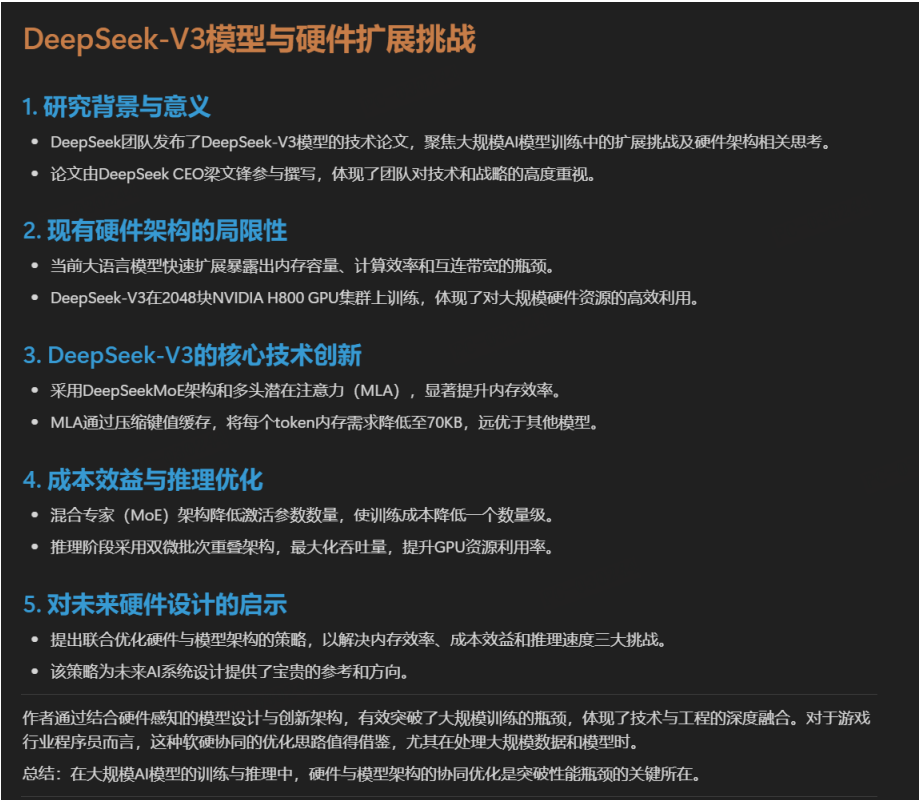 DeepSeek-V3模型与硬件扩展挑战
1. 研究背景与意义
• DeepSeek团队发布了DeepSeek-V3模型的技术论文，聚焦大规模AI模型训练中的扩展挑战及硬件架构相关思考。
• 论文由DeepSeek CEO梁文锋参与撰写，体现了团队对技术和战略的高度重视。
2. 现有硬件架构的局限性
• 当前大语言模型快速扩展暴露出内存容量、计算效率和互连带宽的瓶颈。
• DeepSeek-V3在2048块NVIDIA H800 GPU集群上训练，体现了对大规模硬件资源的高效利用。
3. DeepSeek-V3的核心技术创新
• 采用DeepSeekMoE架构和多头潜在注意力（MLA），显著提升内存效率。
• MLA通过压缩键值缓存，将每个token内存需求降低至70KB，远优于其他模型。
4. 成本效益与推理优化
• 混合专家（MoE）架构降低激活参数数量，使训练成本降低一个数量级。
• 推理阶段采用双微批次重叠架构，最大化吞吐量，提升GPU资源利用率。
5. 对未来硬件设计的启示
• 提出联合优化硬件与模型架构的策略，以解决内存效率、成本效益和推理速度三大挑战。
• 该策略为未来AI系统设计提供了宝贵的参考和方向。
作者通过结合硬件感知的模型设计与创新架构，有效突破了大规模训练的瓶颈，体现了技术与工程的深度融合。对于游戏
行业程序员而言，这种软硬协同的优化思路值得借鉴，尤其在处理大规模数据和模型时。
总结：在大规模AI模型的训练与推理中，硬件与模型架构的协同优化是突破性能瓶颈的关键所在。